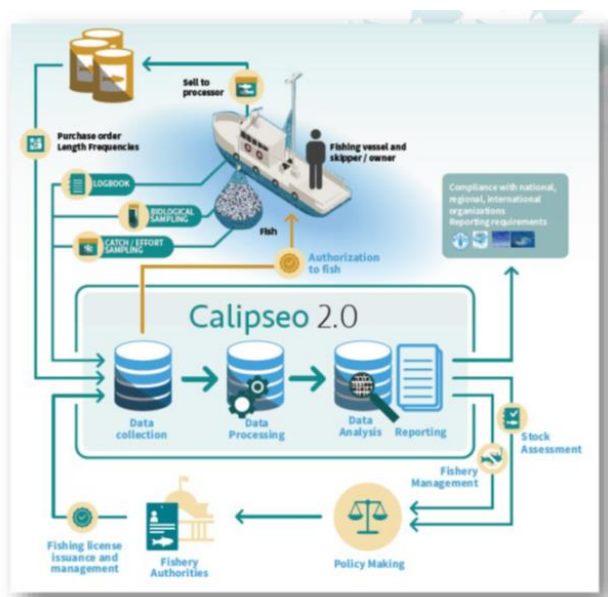 Sell to
processor
Purchase order
Length Frequencies
Fishing vessel and
skipper / owner
LOGBOOK
BIOLOGICAL
SAMPLING
CATCH / EFFORT
SAMPLING
Fish
Compliance with national,
regional, international
organizations
Reporting requirements
Authorization
to fish
Calipseo 2.0
Data
collection
Data
Processing
Data
Analysis
Reporting
Stock
Assessment
Fishery
Management
Fishing license
issuance and
management
Fishery
Authorities
Policy Making